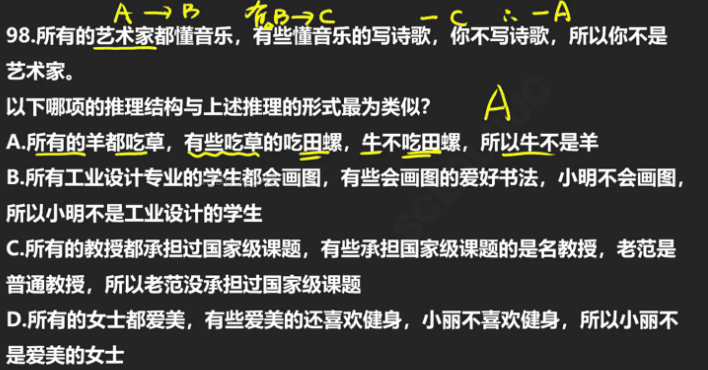 A → B 有B→C －C ∴ －A
98.所有的艺术家都懂音乐，有些懂音乐的写诗歌，你不写诗歌，所以你不是
艺术家。
以下哪项的推理结构与上述推理的形式最为类似？ A
A.所有的羊都吃草，有些吃草的吃田螺，牛不吃田螺，所以牛不是羊
B.所有工业设计专业的学生都会画图，有些会画图的爱好书法，小明不会画图，
所以小明不是工业设计的学生
C.所有的教授都承担过国家级课题，有些承担国家级课题的是名教授，老范是
普通教授，所以老范没承担过国家级课题
D.所有的女士都爱美，有些爱美的还喜欢健身，小丽不喜欢健身，所以小丽不
是爱美的女士